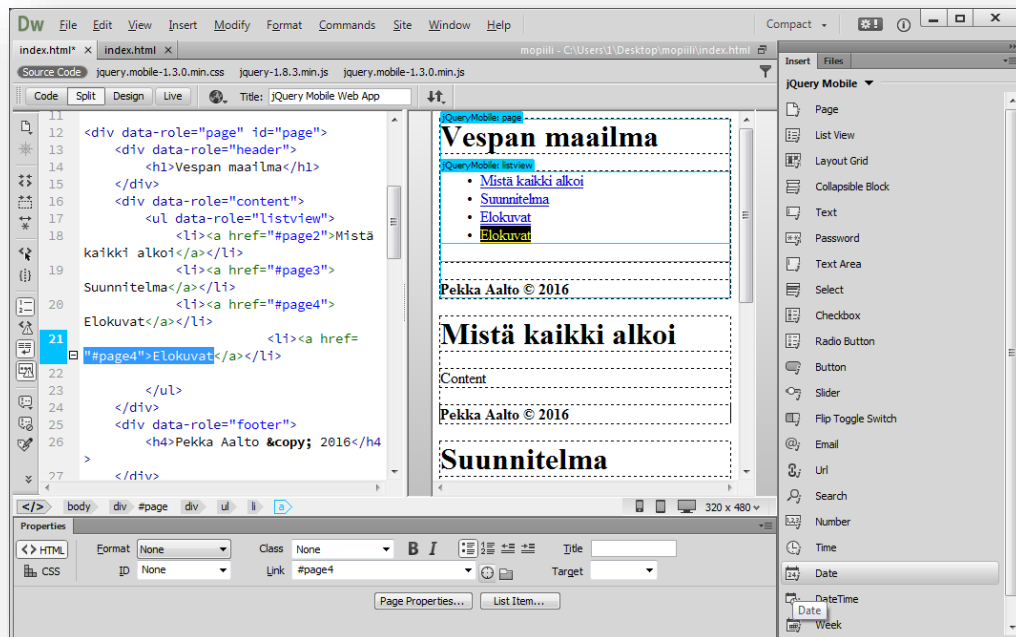 Dw File Edit View Insert Modify Format Commands Site Window Help Compact
index.html* × index.html × mopiili - C:\Users\1\Desktop\mopiili\index.html
Source Code jquery.mobile-1.3.0.min.css jquery-1.8.3.min.js jquery.mobile-1.3.0.min.js
Code Split Design Live Title: jQuery Mobile Web App
11
12 <div data-role="page" id="page">
13 <div data-role="header">
14 <h1>Vespan maailma</h1>
15 </div>
16 <div data-role="content">
17 <ul data-role="listview">
18 <li><a href="#page2">Mistä
kaikki alkoi</a></li>
19 <li><a href="#page3">
Suunnitelma</a></li>
20 <li><a href="#page4">
Elokuvat</a></li>
21 <li><a href=
"#page4">Elokuvat</a></li>
22
23 </ul>
24 </div>
25 <div data-role="footer">
26 <h4>Pekka Aalto &copy; 2016</h4
>
27 </div>
jQueryMobile: page
Vespan maailma
jQueryMobile: listview
• Mistä kaikki alkoi
• Suunnitelma
• Elokuvat
• Elokuvat
Pekka Aalto © 2016
Mistä kaikki alkoi
Content
Pekka Aalto © 2016
Suunnitelma
</> body div #page div ul li a 320 x 480
Properties
<> HTML Format None Class None B I Title
CSS ID None Link #page4 Target
Page Properties... List Item...
Insert Files
jQuery Mobile
Page
List View
Layout Grid
Collapsible Block
Text
Password
Text Area
Select
Checkbox
Radio Button
Button
Slider
Flip Toggle Switch
Email
Url
Search
Number
Time
Date
DateTime
Date
Week